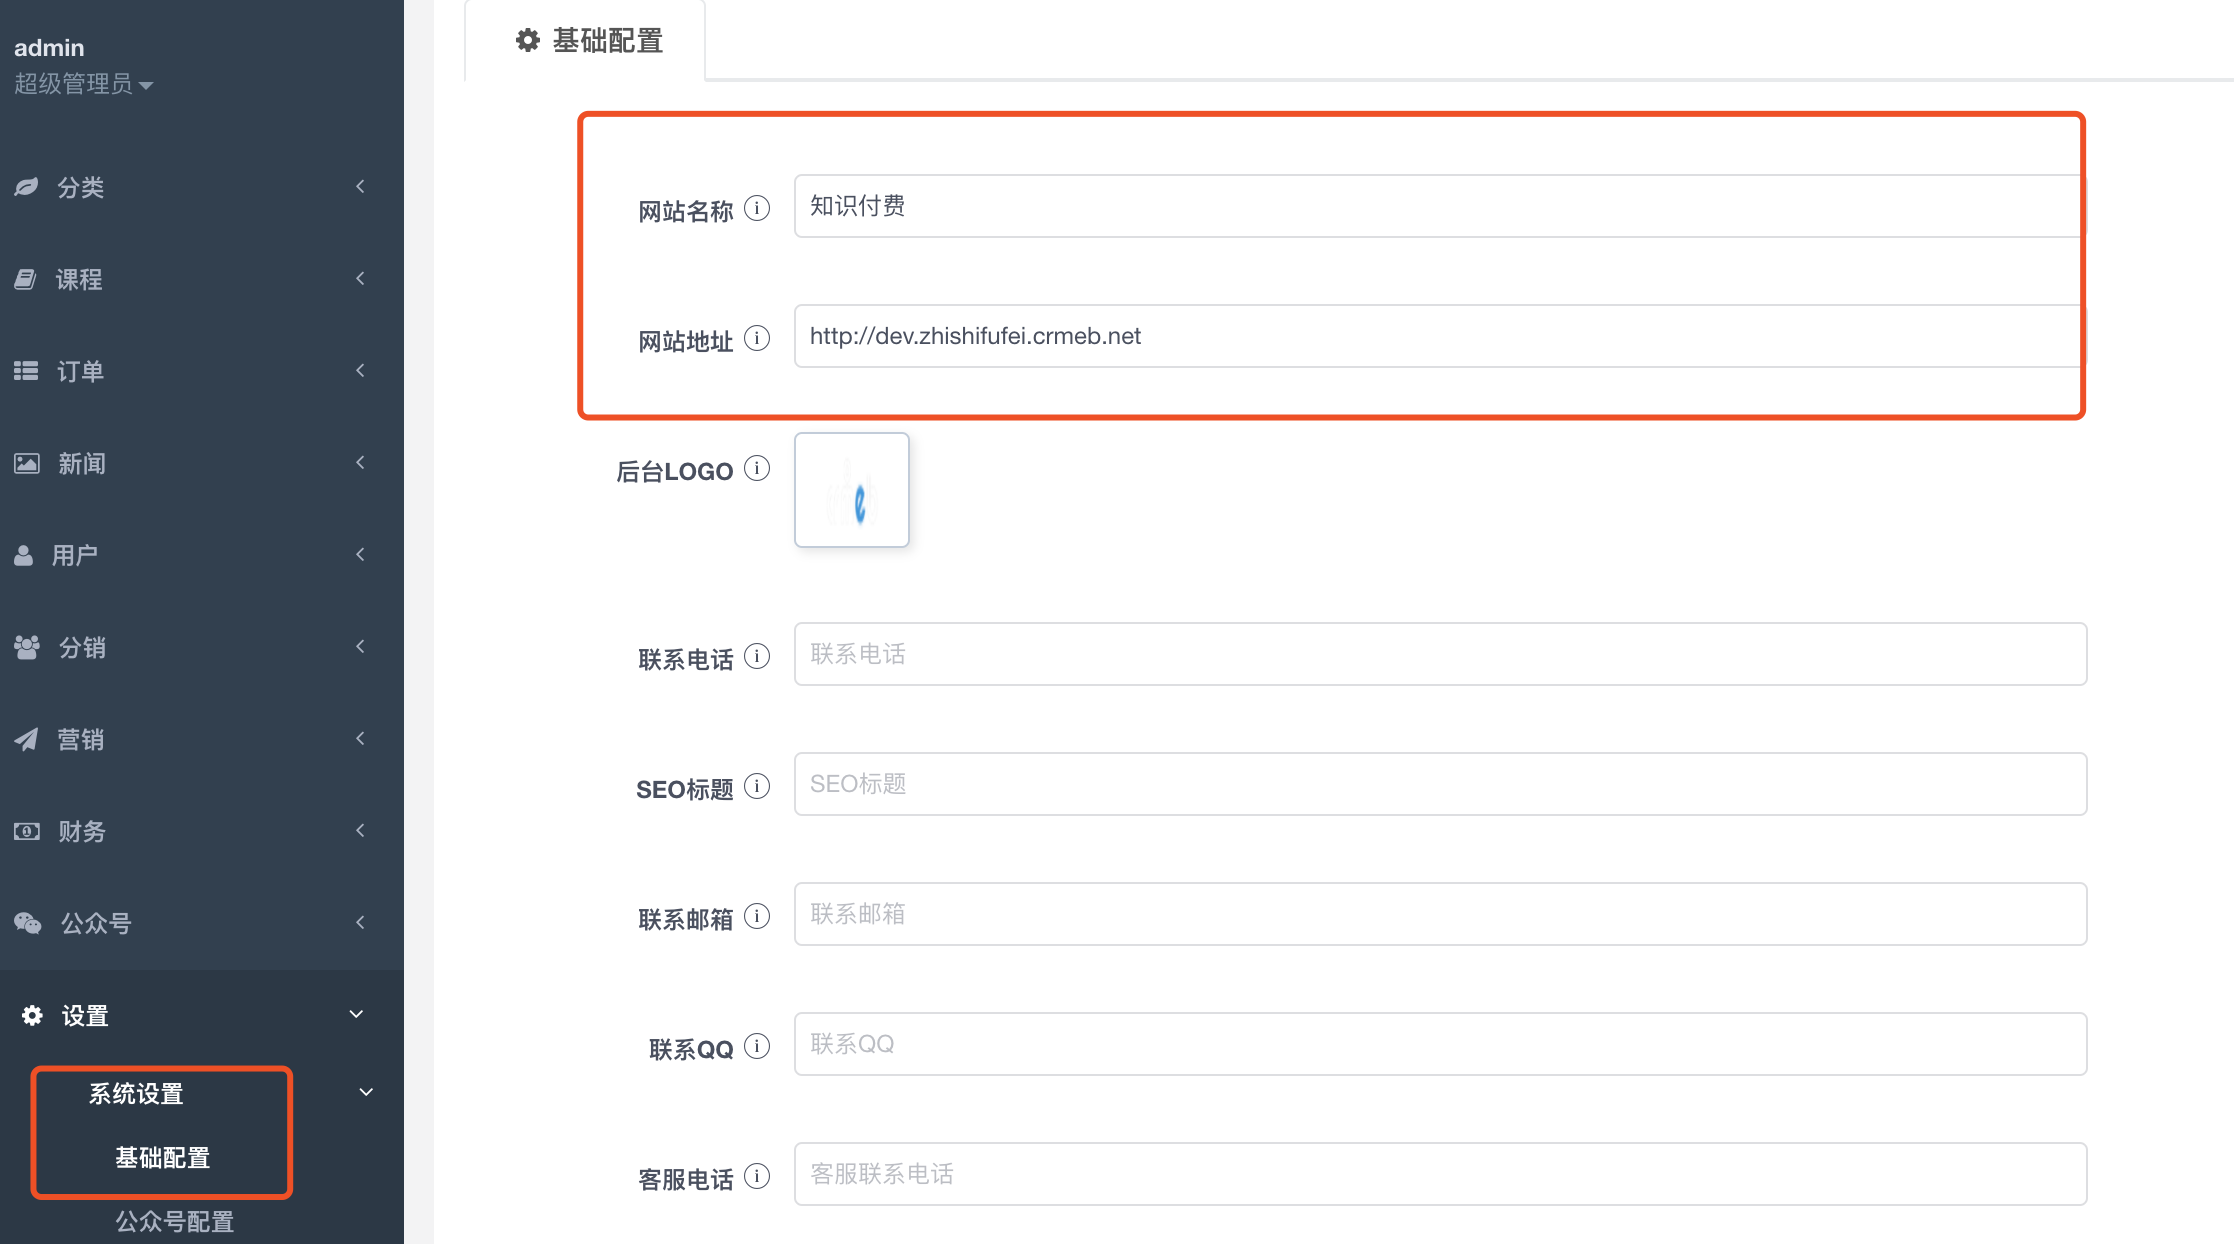 admin
超级管理员
分类
课程
订单
新闻
用户
分销
营销
财务
公众号
设置
系统设置
基础配置
公众号配置
基础配置
网站名称 知识付费
网站地址 http://dev.zhishifufei.crmeb.net
后台LOGO
联系电话 联系电话
SEO标题 SEO标题
联系邮箱 联系邮箱
联系QQ 联系QQ
客服电话 客服联系电话